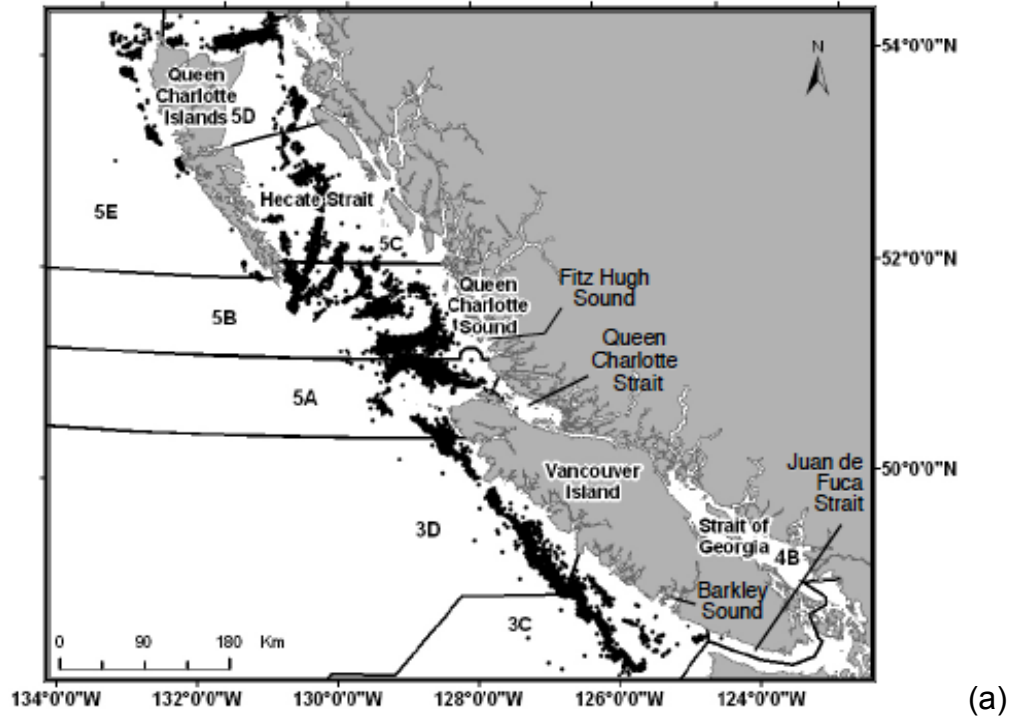 54°0'0"N
N
Queen
Charlotte
Islands
5D
5E
Hecate Strait
5C
52°0'0"N
Queen
Charlotte
Sound
Fitz Hugh
Sound
5B
Queen
Charlotte
Strait
5A
50°0'0"N
Juan de
Fuca
Strait
Vancouver
Island
3D
Strait of
Georgia
4B
Barkley
Sound
3C
0 90 180 Km
134°0'0"W 132°0'0"W 130°0'0"W 128°0'0"W 126°0'0"W 124°0'0"W
(a)